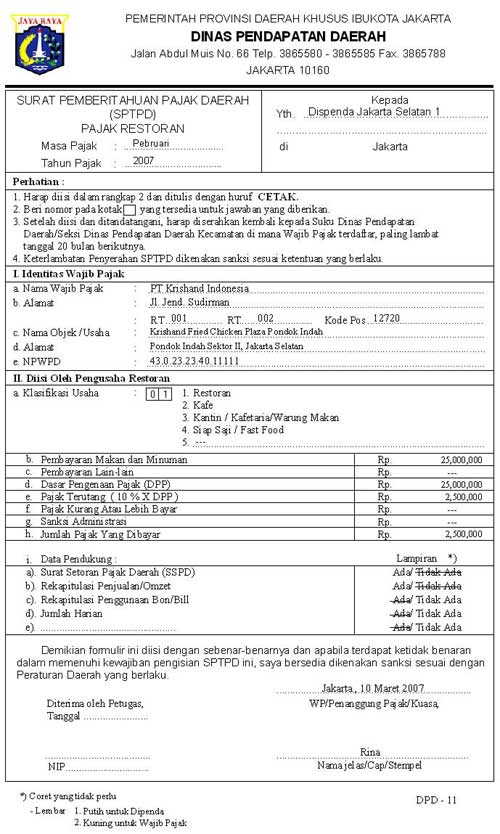 JAYA RAYA
PEMERINTAH PROVINSI DAERAH KHUSUS IBUKOTA JAKARTA
DINAS PENDAPATAN DAERAH
Jalan Abdul Muis No. 66 Telp. 3865580 - 3865585 Fax. 3865788
JAKARTA 10160
SURAT PEMBERITAHUAN PAJAK DAERAH
(SPTPD)
PAJAK RESTORAN
Masa Pajak : Pebruari
Tahun Pajak : 2007
Kepada
Yth. Dispenda Jakarta Selatan 1
di Jakarta
Perhatian :
1. Harap diisi dalam rangkap 2 dan ditulis dengan huruf CETAK.
2. Beri nomor pada kotak yang tersedia untuk jawaban yang diberikan.
3. Setelah diisi dan ditandatangani, harap diserahkan kembali kepada Suku Dinas Pendapatan
Daerah/Seksi Dinas Pendapatan Daerah Kecamatan di mana Wajib Pajak terdaftar, paling lambat
tanggal 20 bulan berikutnya.
4. Keterlambatan Penyerahan SPTPD dikenakan sanksi sesuai ketentuan yang berlaku.
I. Identitas Wajib Pajak
a. Nama Wajib Pajak : PT Krishand Indonesia
b. Alamat : Jl. Jend. Sudirman
: RT. 001 RT. 002 Kode Pos 12720
c. Nama Objek /Usaha : Krishand Fried Chicken Plaza Pondok Indah
d. Alamat : Pondok Indah Sektor II, Jakarta Selatan
e. NPWPD : 43.0.23.23.40.11111
II. Diisi Oleh Pengusaha Restoran
a. Klasifikasi Usaha : 0 1 1. Restoran
2. Kafe
3. Kantin / Kafetaria/Warung Makan
4. Siap Saji / Fast Food
5. ---
b. Pembayaran Makan dan Minuman Rp. 25,000,000
c. Pembayaran Lain-lain Rp. ---
d. Dasar Pengenaan Pajak (DPP) Rp. 25,000,000
e. Pajak Terutang ( 10 % X DPP ) Rp. 2,500,000
f. Pajak Kurang Atau Lebih Bayar Rp. ---
g. Sanksi Administrasi Rp. ---
h. Jumlah Pajak Yang Dibayar Rp. 2,500,000
i. Data Pendukung : Lampiran *)
a). Surat Setoran Pajak Daerah (SSPD) Ada/ Tidak Ada
b). Rekapitulasi Penjualan/Omzet Ada/ Tidak Ada
c). Rekapitulasi Penggunaan Bon/Bill Ada/ Tidak Ada
d). Jumlah Harian Ada/ Tidak Ada
e). Ada/ Tidak Ada
Demikian formulir ini diisi dengan sebenar-benarnya dan apabila terdapat ketidak benaran
dalam memenuhi kewajiban pengisian SPTPD ini, saya bersedia dikenakan sanksi sesuai dengan
Peraturan Daerah yang berlaku.
Jakarta, 10 Maret 2007
Diterima oleh Petugas, WP/Penanggung Pajak/Kuasa,
Tanggal
Rina
NIP. Nama jelas/Cap/Stempel
*) Coret yang tidak perlu
- Lembar 1. Putih untuk Dipenda
2. Kuning untuk Wajib Pajak
DPD - 11